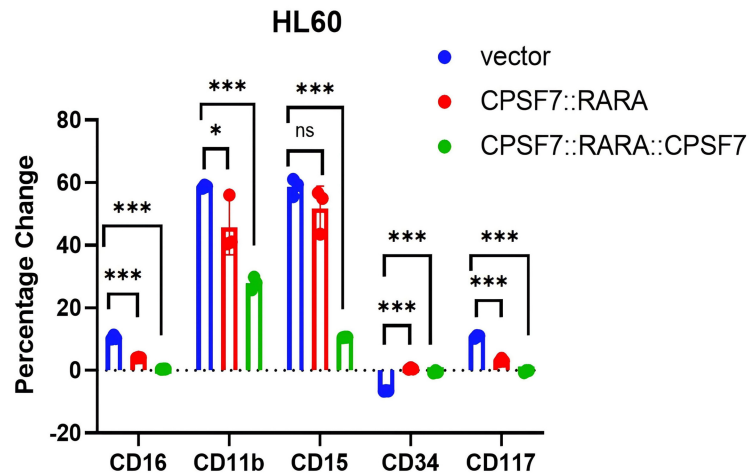 HL60
vector
CPSF7::RARA
CPSF7::RARA::CPSF7
Percentage Change
80
60
40
20
0
-20
***
***
***
*
***
ns
***
***
***
***
CD16
CD11b
CD15
CD34
CD117